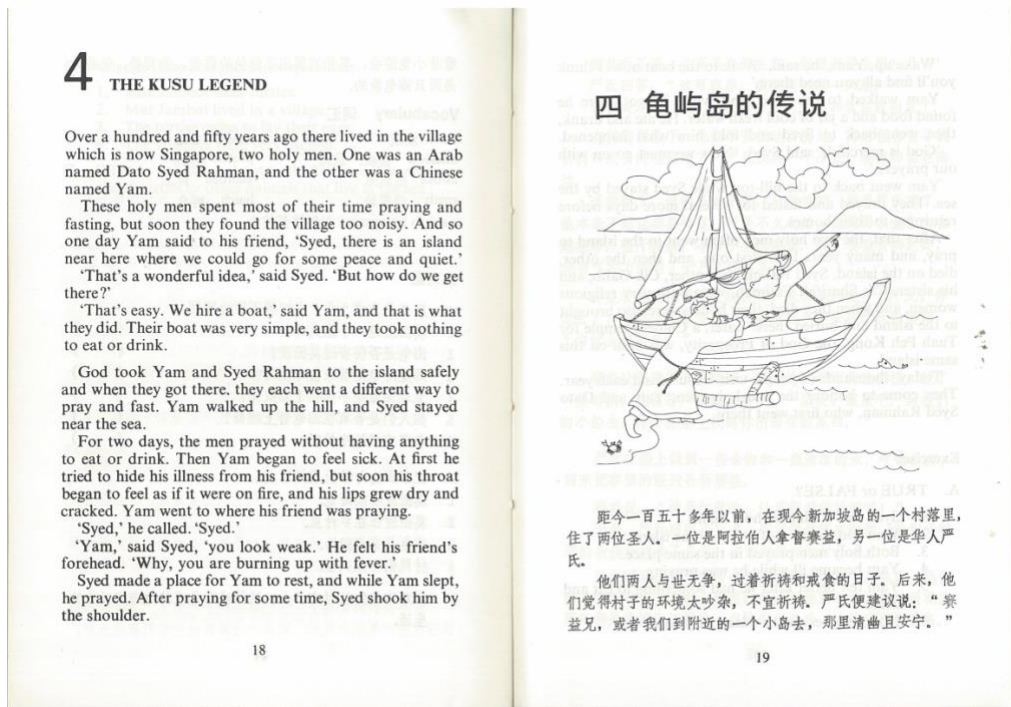 4
THE KUSU LEGEND
Over a hundred and fifty years ago there lived in the village
which is now Singapore, two holy men. One was an Arab
named Dato Syed Rahman, and the other was a Chinese
named Yam.
These holy men spent most of their time praying and
fasting, but soon they found the village too noisy. And so
one day Yam said to his friend, ‘Syed, there is an island
near here where we could go for some peace and quiet.’
‘That’s a wonderful idea,’ said Syed. ‘But how do we get
there?’
‘That’s easy. We hire a boat,’ said Yam, and that is what
they did. Their boat was very simple, and they took nothing
to eat or drink.
God took Yam and Syed Rahman to the island safely
and when they got there, they each went a different way to
pray and fast. Yam walked up the hill, and Syed stayed
near the sea.
For two days, the men prayed without having anything
to eat or drink. Then Yam began to feel sick. At first he
tried to hide his illness from his friend, but soon his throat
began to feel as if it were on fire, and his lips grew dry and
cracked. Yam went to where his friend was praying.
‘Syed,’ he called. ‘Syed.’
‘Yam,’ said Syed, ‘you look weak.’ He felt his friend’s
forehead. ‘Why, you are burning up with fever.’
Syed made a place for Yam to rest, and while Yam slept,
he prayed. After praying for some time, Syed shook him by
the shoulder.
18
四 龟屿岛的传说
距今一百五十多年以前，在现今新加坡岛的一个村落里，
住了两位圣人。一位是阿拉伯人拿督赛益，另一位是华人严
氏。
他们两人与世无争，过着祈祷和戒食的日子。后来，他
们觉得村子的环境太吵杂，不宜祈祷。严氏便建议说：“赛
益兄，或者我们到附近的一个小岛去，那里清幽且安宁。”
19